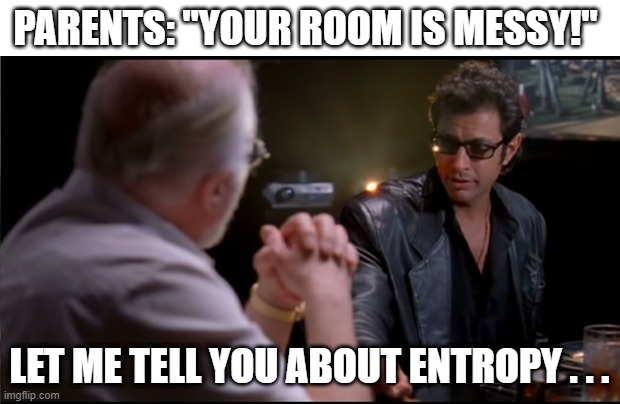 PARENTS: "YOUR ROOM IS MESSY!"
LET ME TELL YOU ABOUT ENTROPY . . .
imgflip.com